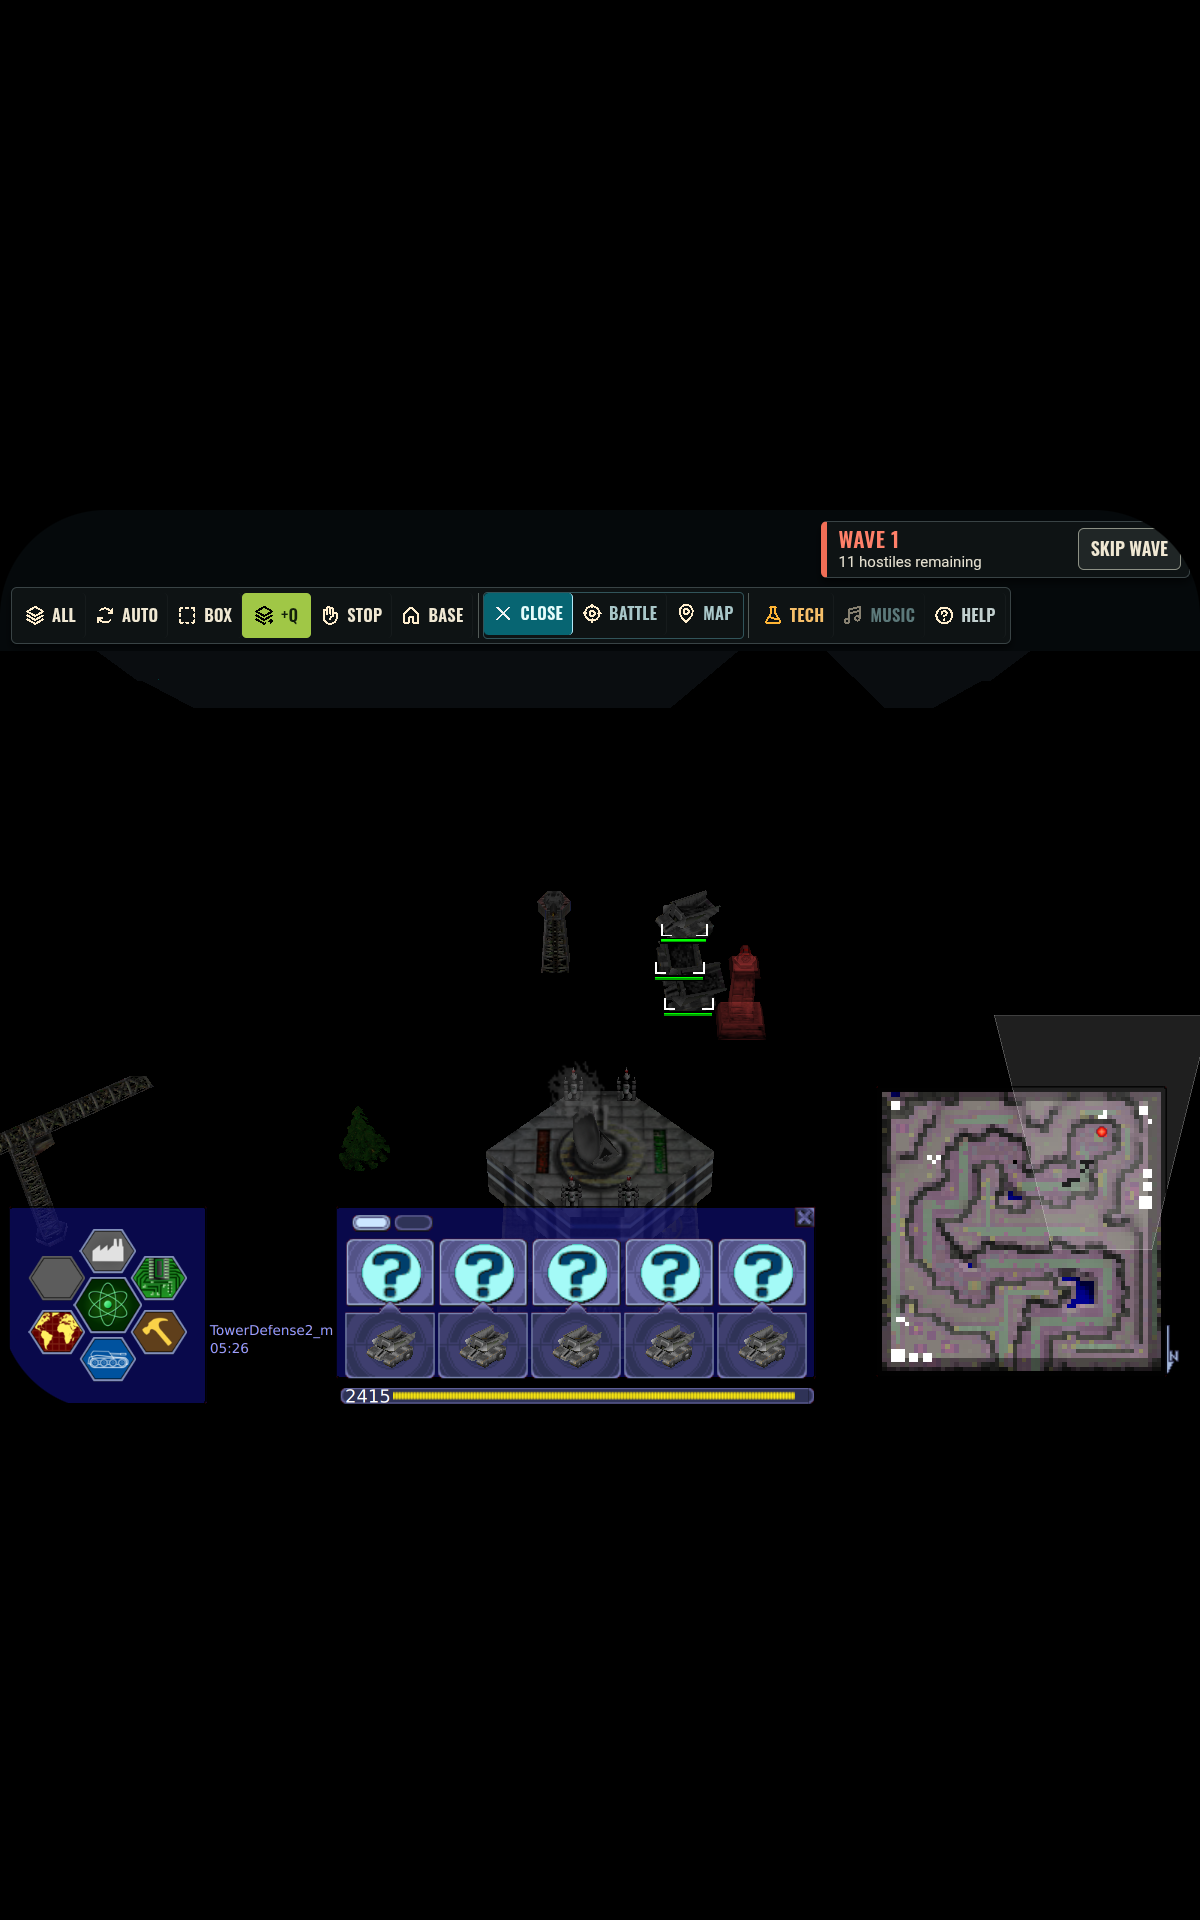 WAVE 1
11 hostiles remaining
SKIP WAVE
ALL
AUTO
BOX
+Q
STOP
BASE
CLOSE
BATTLE
MAP
TECH
MUSIC
HELP
? ? ? ? ?
TowerDefense2_m
05:26
N
2415